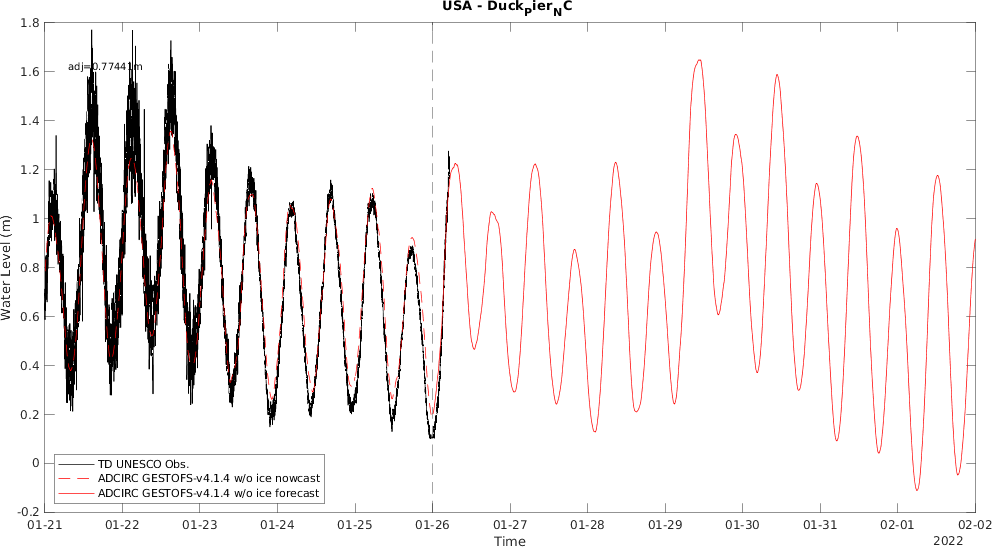 USA - DuckPierNC
1.8
1.6
1.4
1.2
1
0.8
0.6
0.4
0.2
0
-0.2
Water Level (m)
adj=0.77441m
TD UNESCO Obs.
ADCIRC GESTOFS-v4.1.4 w/o ice nowcast
ADCIRC GESTOFS-v4.1.4 w/o ice forecast
01-21 01-22 01-23 01-24 01-25 01-26 01-27 01-28 01-29 01-30 01-31 02-01 02-02
Time
2022